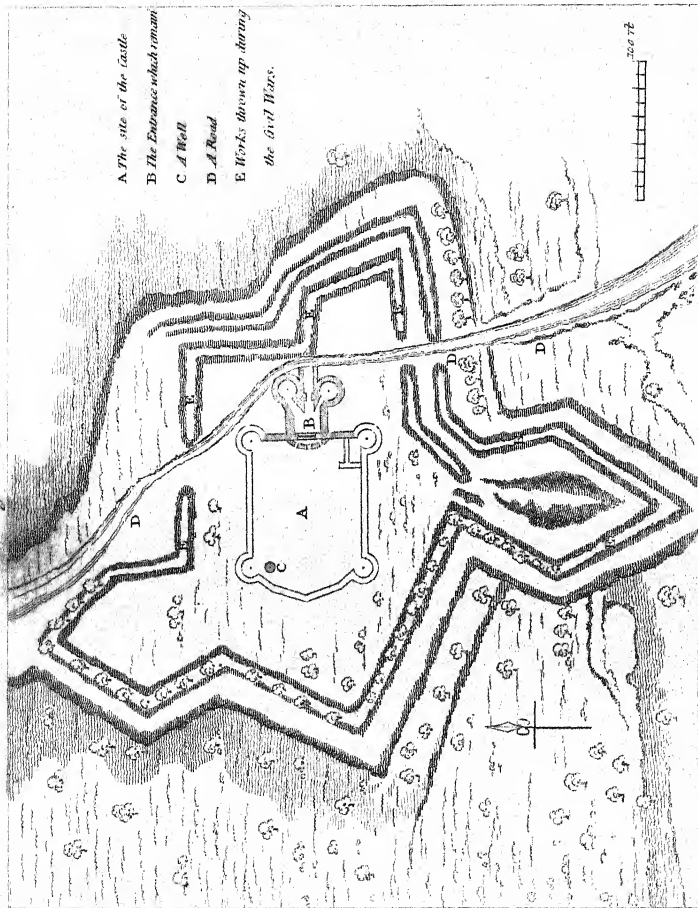 A The site of the Castle
B The Entrance which remain
C A Well
D A Road
E Works thrown up during
the Civil Wars.
200 ft
D
E
E
E
D
E
B
A
C
D
E
E